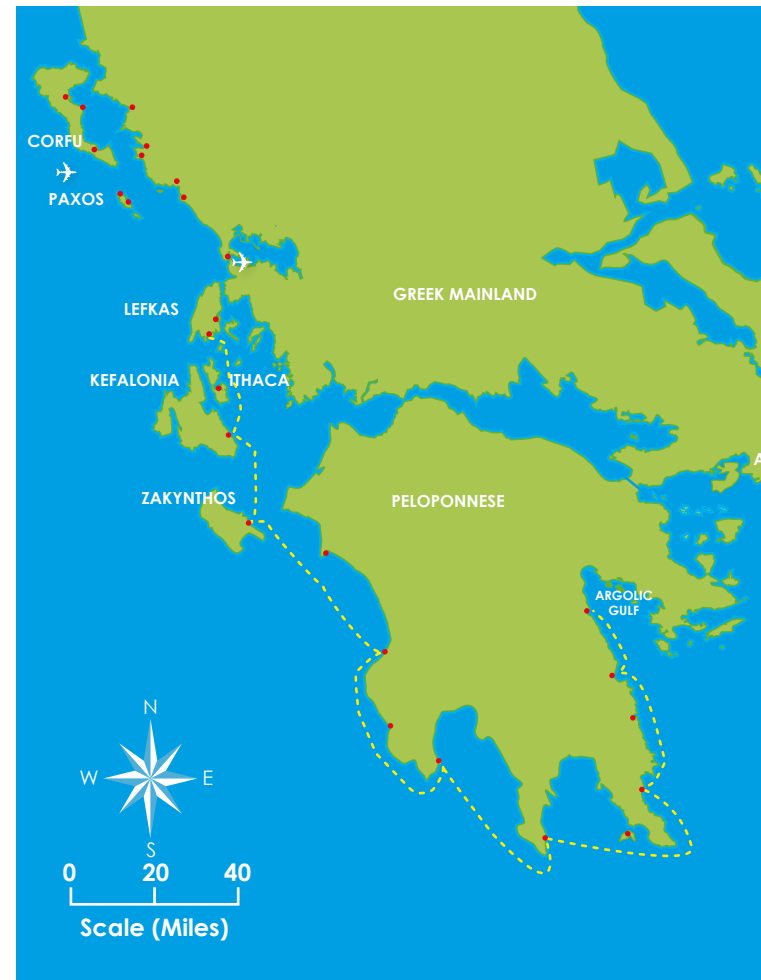 CORFU
PAXOS
LEFKAS
GREEK MAINLAND
KEFALONIA
ITHACA
ZAKYNTHOS
PELOPONNESE
A
ARGOLIC
GULF
N
W
E
S
0 20 40
Scale (Miles)